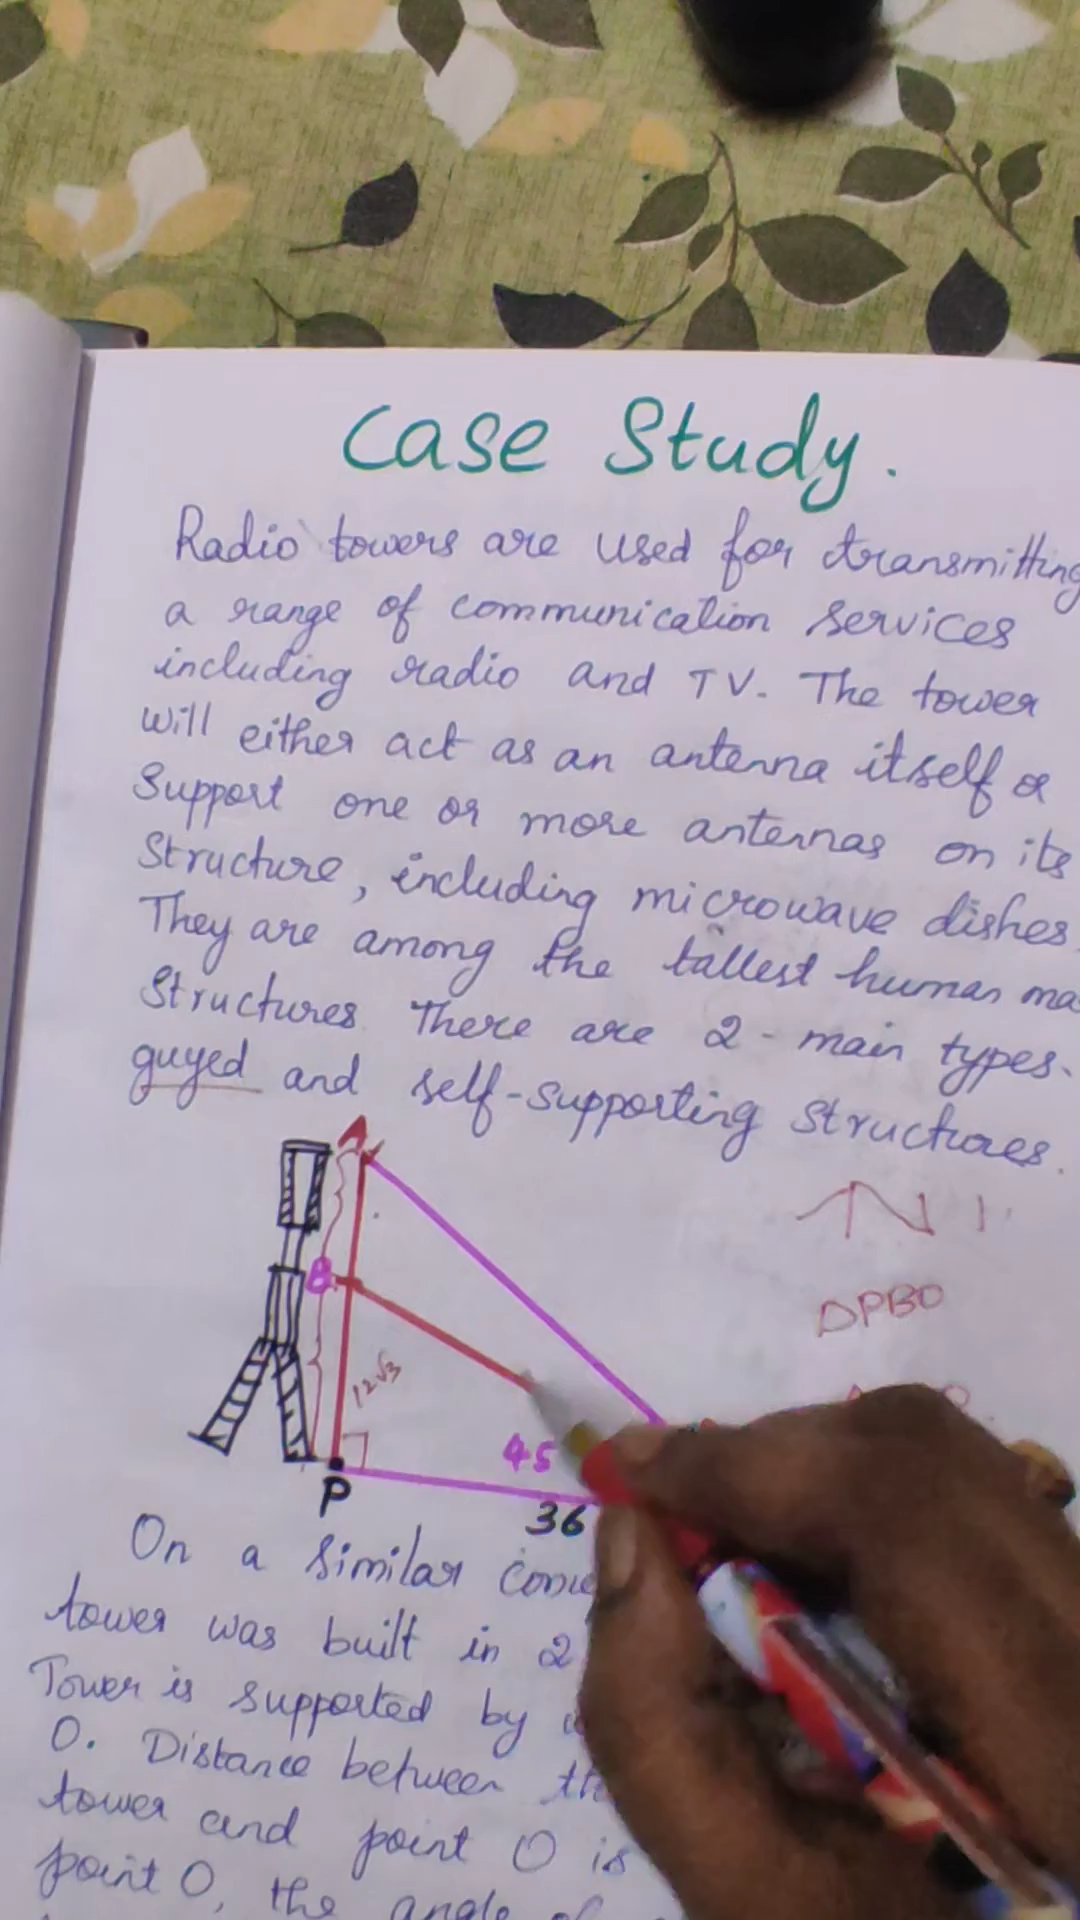 Case Study.
Radio towers are used for transmitting
a range of communication services
including radio and TV. The tower
will either act as an antenna itself or
Support one or more antennas on its
Structure, including microwave dishes.
They are among the tallest human ma
Structures. There are 2 - main types.
guyed and self-supporting structures.
A
B
ΔPBO
12√3
45
P
36
On a similar
tower was built in 2
Tower is supported by
O. Distance between th
tower and point O is
point O, the angle of